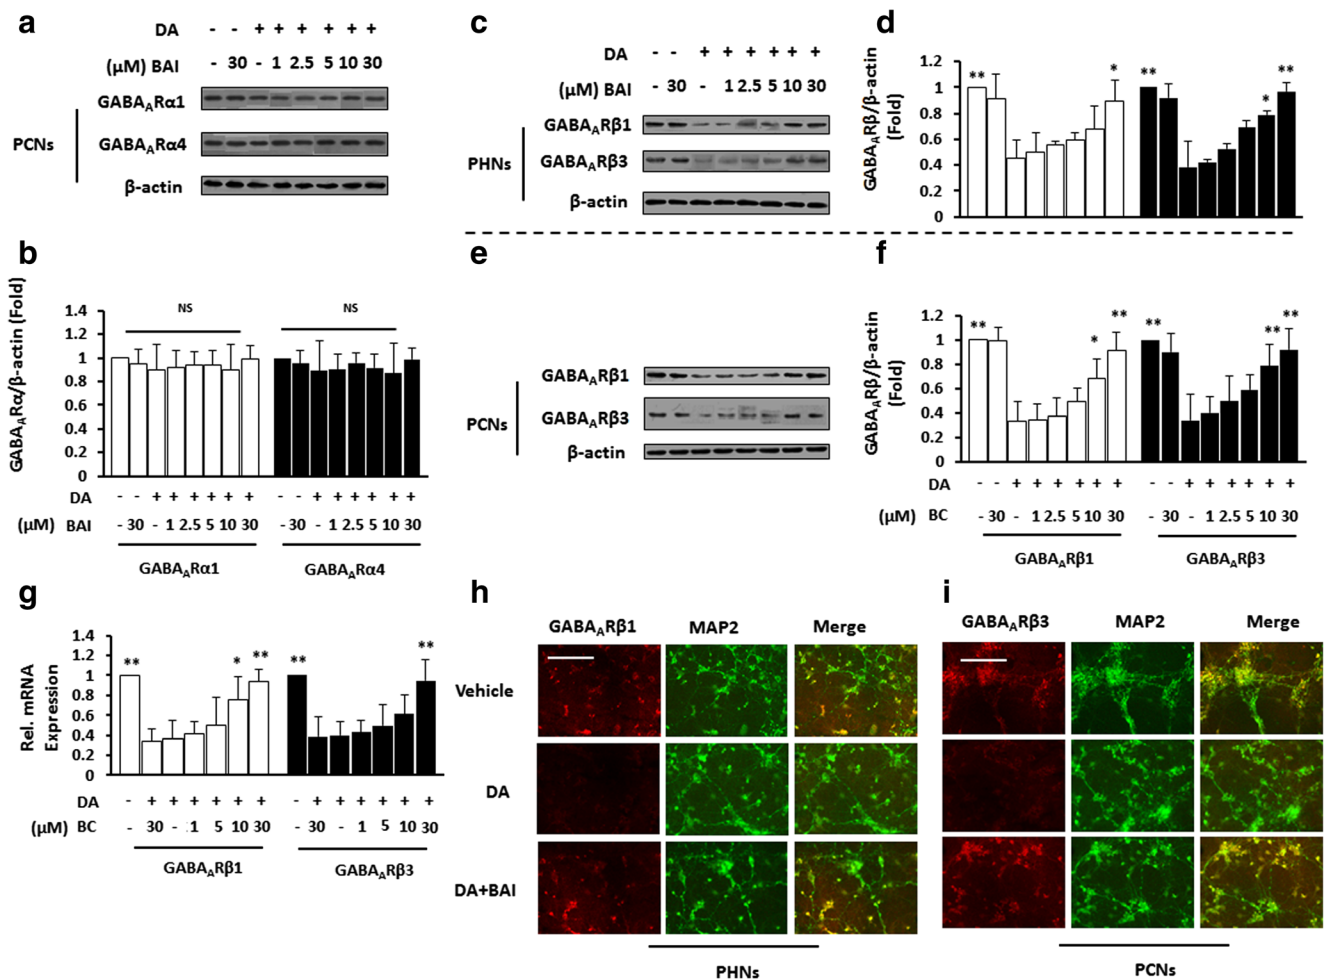 a
DA - - + + + + + +
(μM) BAI - 30 - 1 2.5 5 10 30
PCNs
GABAARα1
GABAARα4
β-actin
b
GABAARα/β-actin (Fold)
1.4
1.2
1
0.8
0.6
0.4
0.2
0
NS
NS
DA - - + + + + + + - - + + + + + +
(μM) BAI - 30 - 1 2.5 5 10 30 - 30 - 1 2.5 5 10 30
GABAARα1
GABAARα4
c
DA - - + + + + + +
(μM) BAI - 30 - 1 2.5 5 10 30
PHNs
GABAARβ1
GABAARβ3
β-actin
d
GABAARβ/β-actin
(Fold)
1.2
1
0.8
0.6
0.4
0.2
0
** * ** * **
e
PCNs
GABAARβ1
GABAARβ3
β-actin
f
GABAARβ/β-actin
(Fold)
1.2
1
0.8
0.6
0.4
0.2
0
** * ** ** ** **
DA - - + + + + + + - - + + + + + +
(μM) BC - 30 - 1 2.5 5 10 30 - 30 - 1 2.5 5 10 30
GABAARβ1
GABAARβ3
g
Rel. mRNA
Expression
1.4
1.2
1
0.8
0.6
0.4
0.2
0
** * ** ** **
DA - + + + + + + - + + + + + +
(μM) BC - 30 - 1 5 10 30 - 30 - 1 5 10 30
GABAARβ1
GABAARβ3
h
GABAARβ1 MAP2 Merge
Vehicle
DA
DA+BAI
PHNs
i
GABAARβ3 MAP2 Merge
PCNs